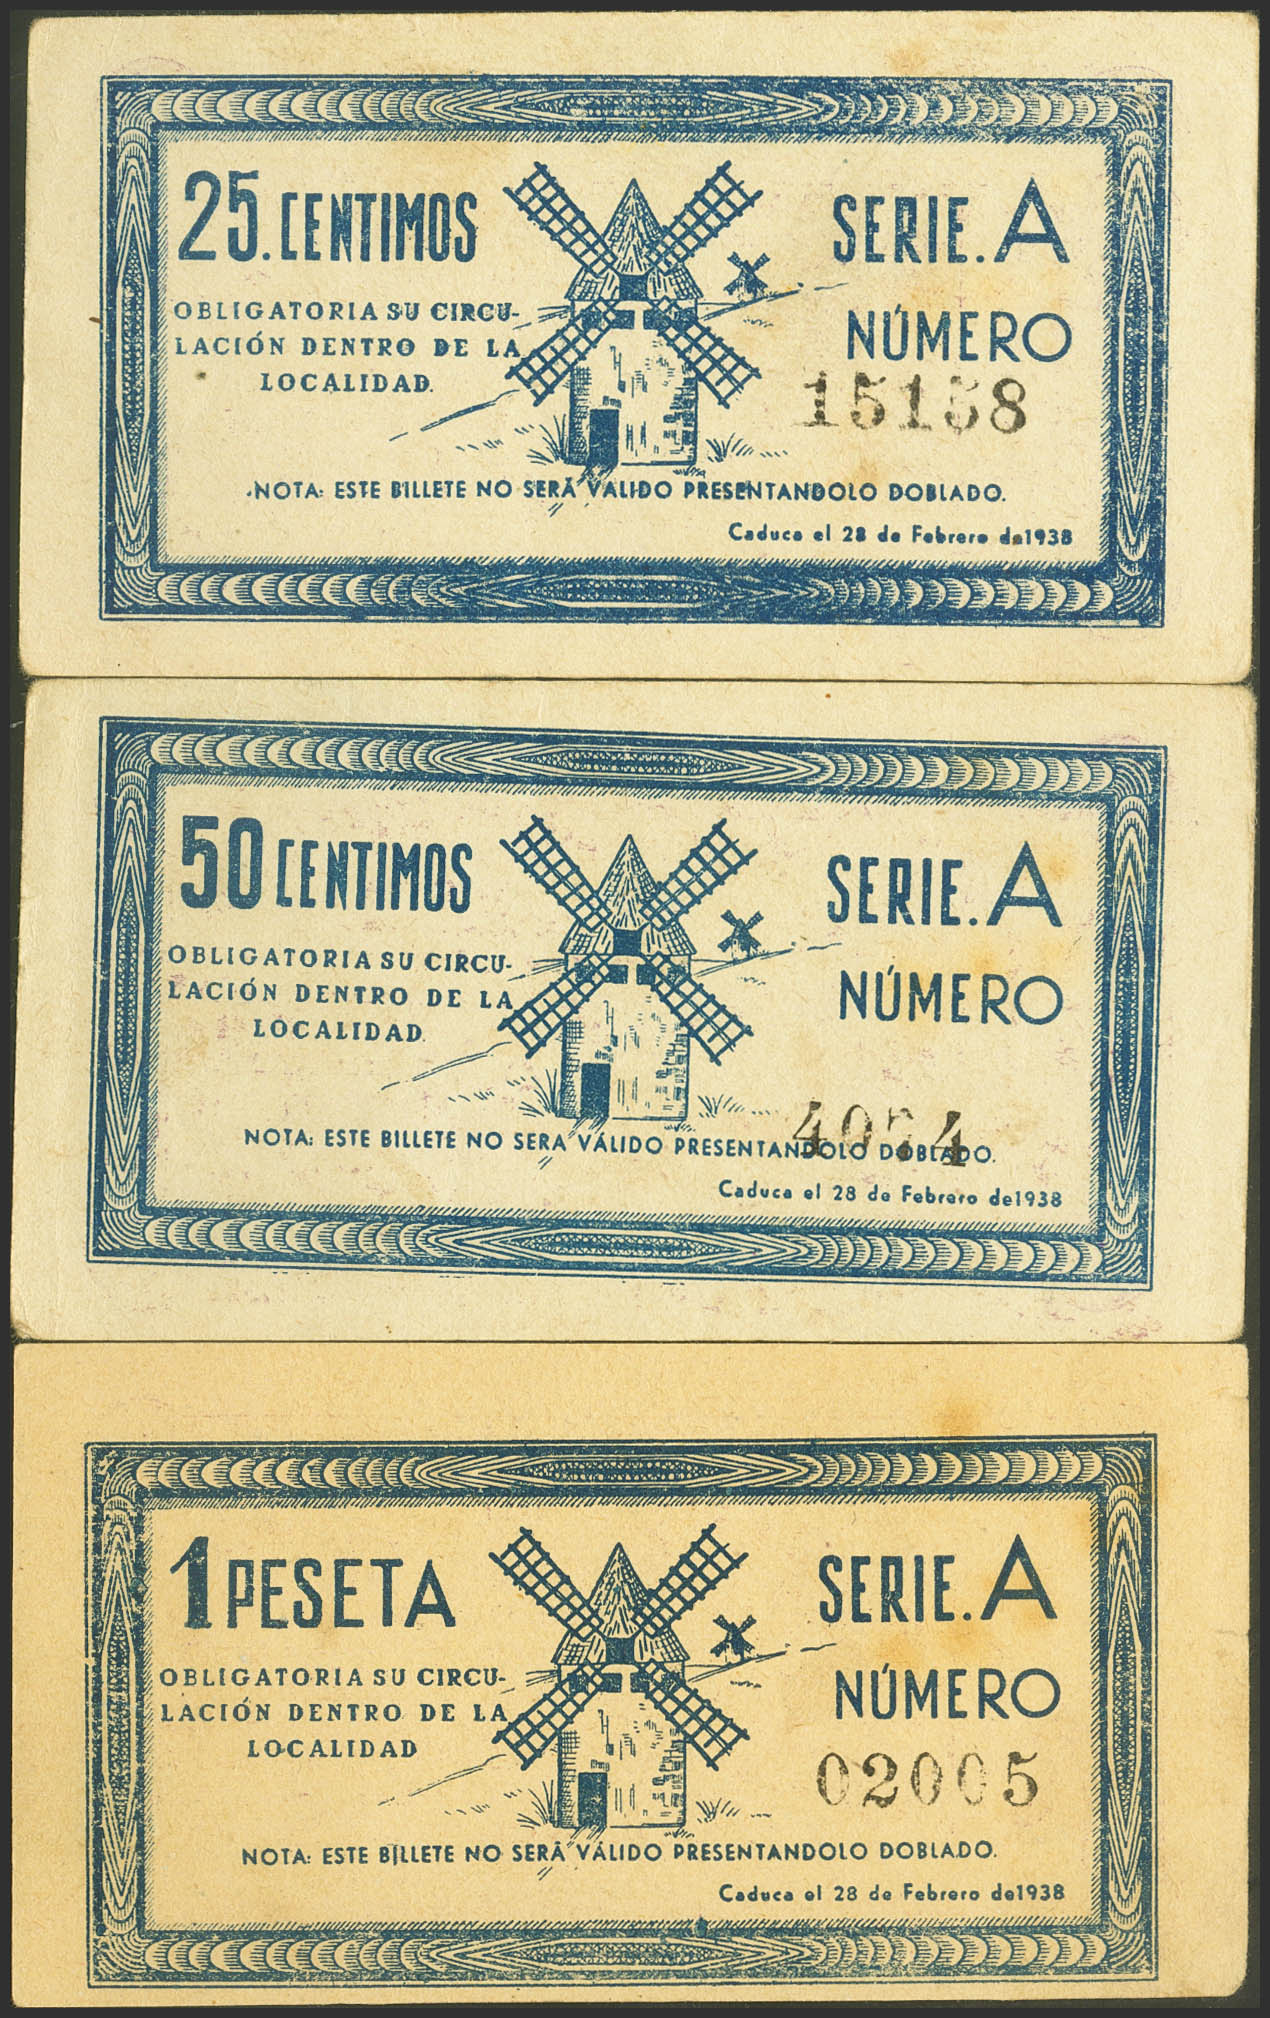 25. CENTIMOS
SERIE. A
OBLIGATORIA SU CIRCU-
LACIÓN DENTRO DE LA
LOCALIDAD.
NÚMERO
15158
NOTA: ESTE BILLETE NO SERÁ VALIDO PRESENTANDOLO DOBLADO.
Caduca el 28 de Febrero de 1938
50 CENTIMOS
SERIE. A
OBLIGATORIA SU CIRCU-
LACIÓN DENTRO DE LA
LOCALIDAD.
NÚMERO
NOTA: ESTE BILLETE NO SERA VÁLIDO PRESENTANDOLO DOBLADO.
Caduca el 28 de Febrero de 1938
1 PESETA
SERIE. A
OBLIGATORIA SU CIRCU-
LACIÓN DENTRO DE LA
LOCALIDAD
NÚMERO
02005
NOTA: ESTE BILLETE NO SERÁ VÁLIDO PRESENTANDOLO DOBLADO.
Caduca el 28 de Febrero de 1938